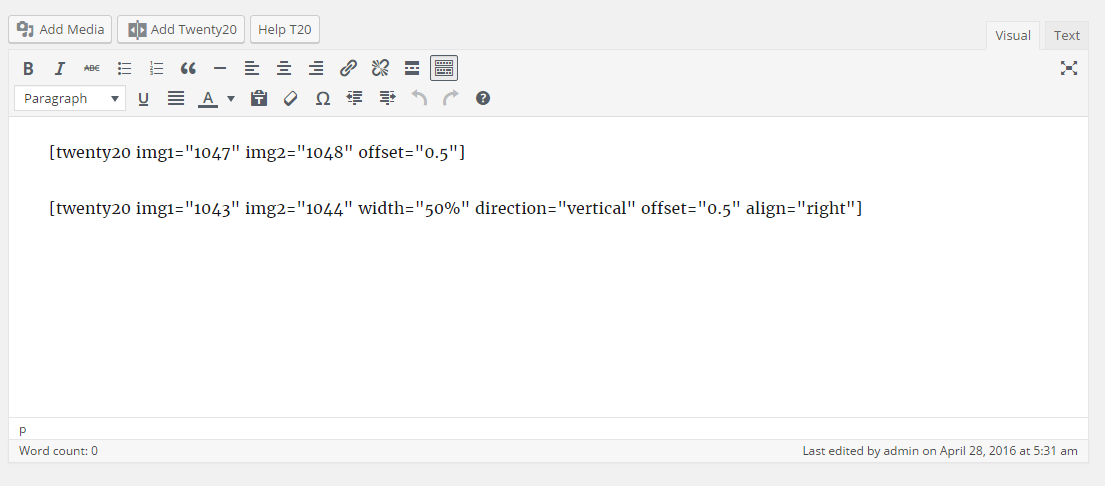 Add Media Add Twenty20 Help T20
Visual Text
B I ABC
Paragraph U A Ω ?
[twenty20 img1="1047" img2="1048" offset="0.5"]
[twenty20 img1="1043" img2="1044" width="50%" direction="vertical" offset="0.5" align="right"]
p
Word count: 0 Last edited by admin on April 28, 2016 at 5:31 am